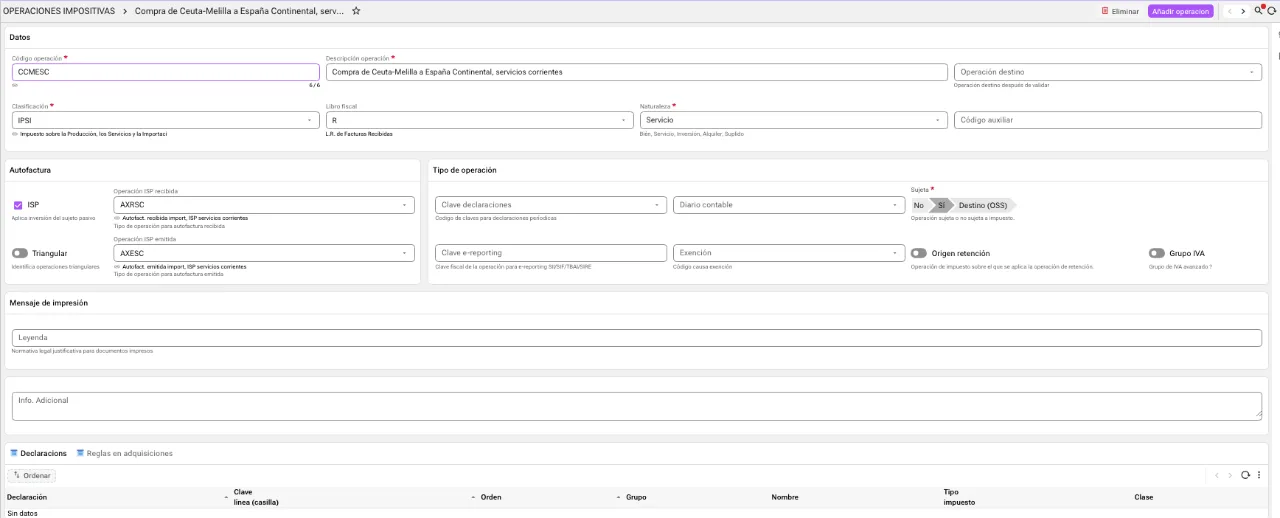 OPERACIONES IMPOSITIVAS > Compra de Ceuta-Melilla a España Continental, serv...
Eliminar
Añadir operacion
Datos
Código operación *
CCMESC
6 / 6
Descripción operación *
Compra de Ceuta-Melilla a España Continental, servicios corrientes
Operación destino
Operación destino después de validar
Clasificación *
IPSI
Impuesto sobre la Producción, los Servicios y la Importaci
Libro fiscal
R
L.R. de Facturas Recibidas
Naturaleza *
Servicio
Bien, Servicio, Inversión, Alquiler, Suplido
Código auxiliar
Autofactura
ISP
Aplica inversión del sujeto pasivo
Operación ISP recibida
AXRSC
Autofact. recibida import, ISP servicios corrientes
Tipo de operación para autofactura recibida
Triangular
Identifica operaciones triangulares
Operación ISP emitida
AXESC
Autofact. emitida import, ISP servicios corrientes
Tipo de operación para autofactura emitida
Tipo de operación
Clave declaraciones
Código de claves para declaraciones periodicas
Diario contable
Sujeta *
No
Sí
Destino (OSS)
Operación sujeta o no sujeta a impuesto.
Clave e-reporting
Clave fiscal de la operación para e-reporting SII/SIF/TBAI/SIRE
Exención
Código causa exención
Origen retención
Operación de impuesto sobre el que se aplica la operación de retención.
Grupo IVA
Grupo de IVA avanzado ?
Mensaje de impresión
Leyenda
Normativa legal justificativa para documentos impresos
Info. Adicional
Declaracions
Reglas en adquisiciones
Ordenar
Declaración
Clave
linea (casilla)
Orden
Grupo
Nombre
Tipo
impuesto
Clase
Sin datos